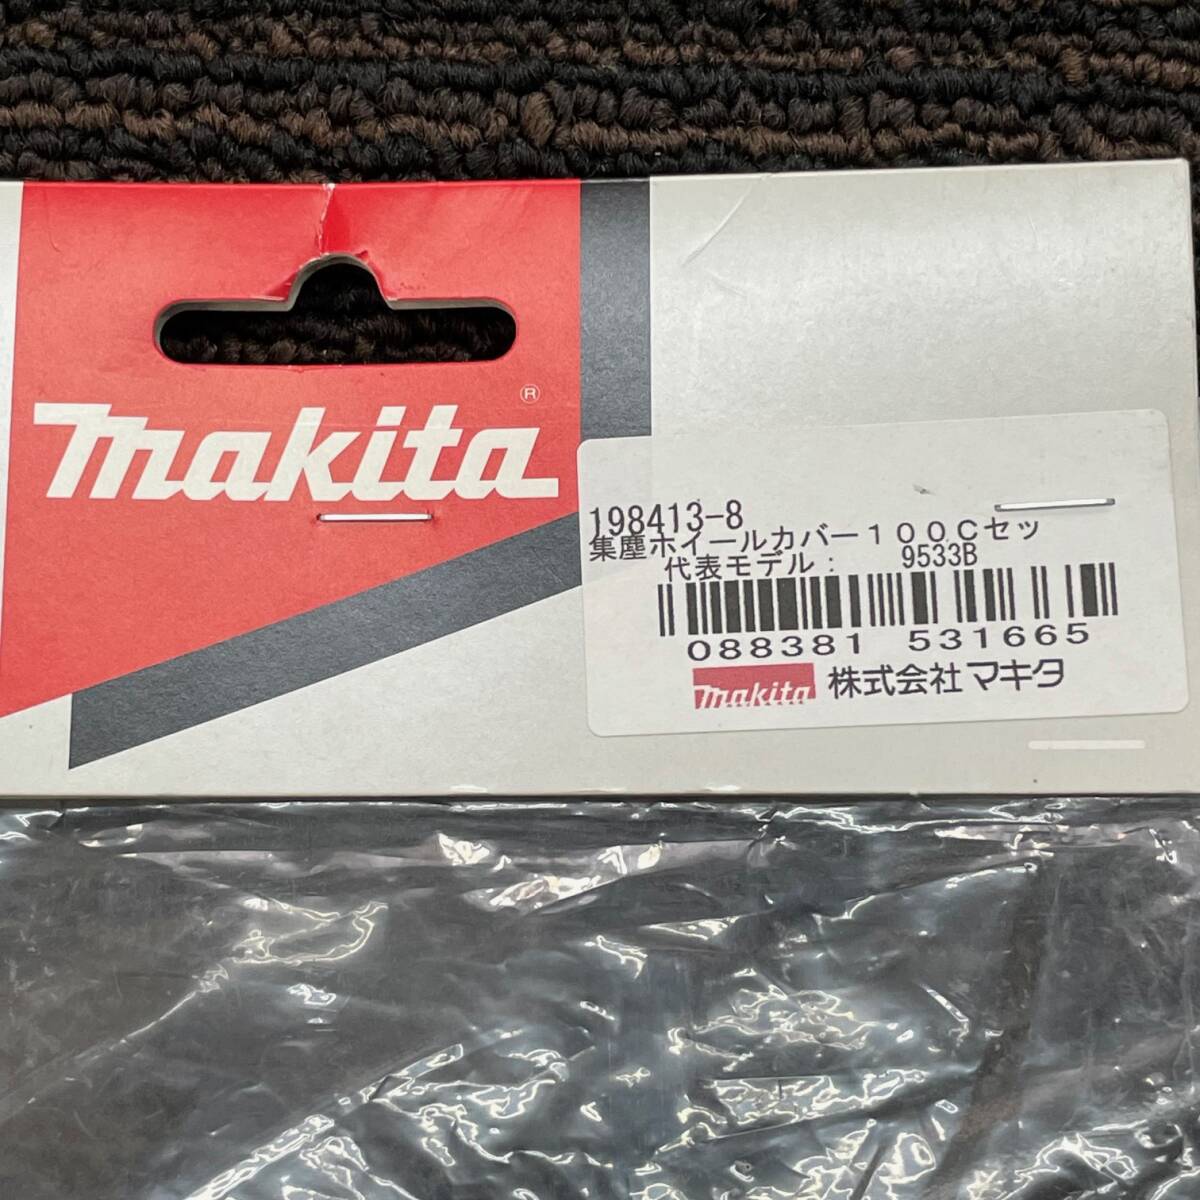 makita®
198413-8
集塵ホイールカバー１００Ｃセッ
代表モデル： 9533B
088381 531665
makita 株式会社マキタ